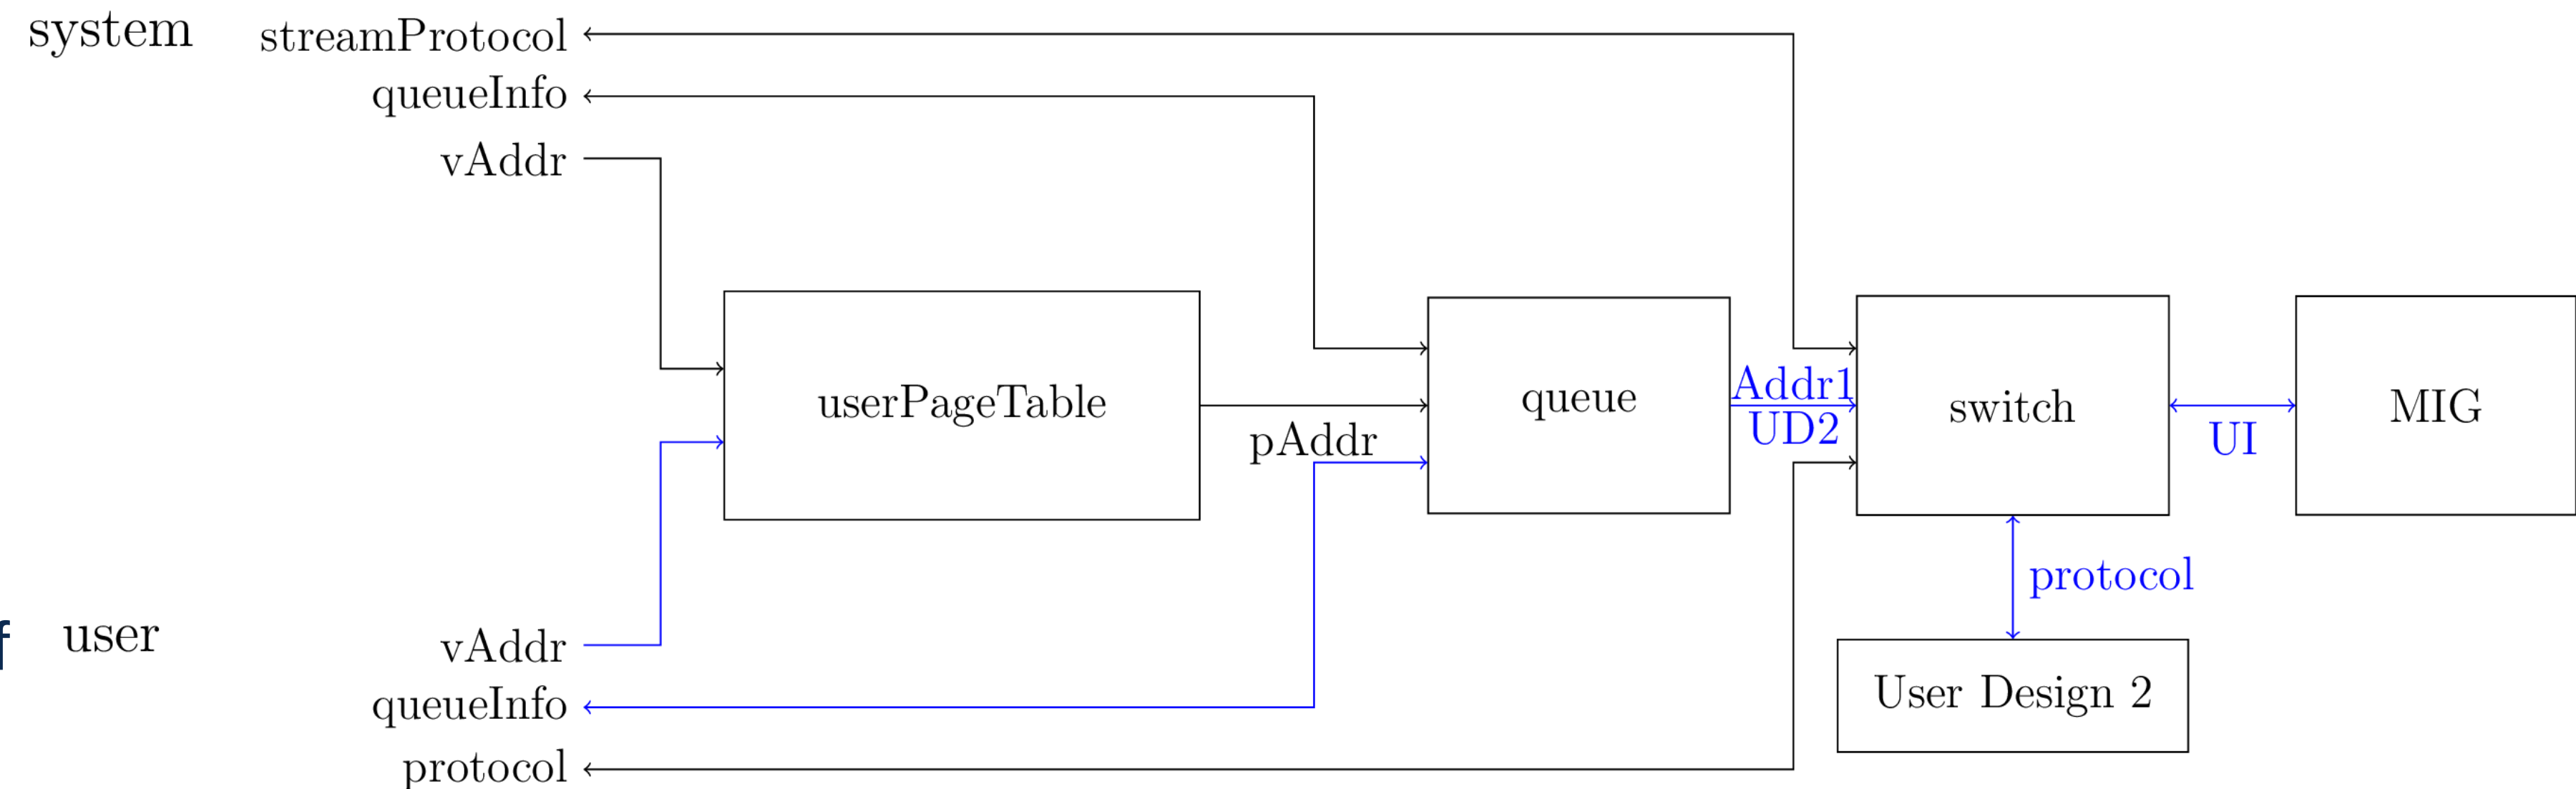 system
streamProtocol
queueInfo
vAddr
userPageTable
pAddr
queue
Addr1
UD2
switch
UI
MIG
protocol
User Design 2
f
user
vAddr
queueInfo
protocol